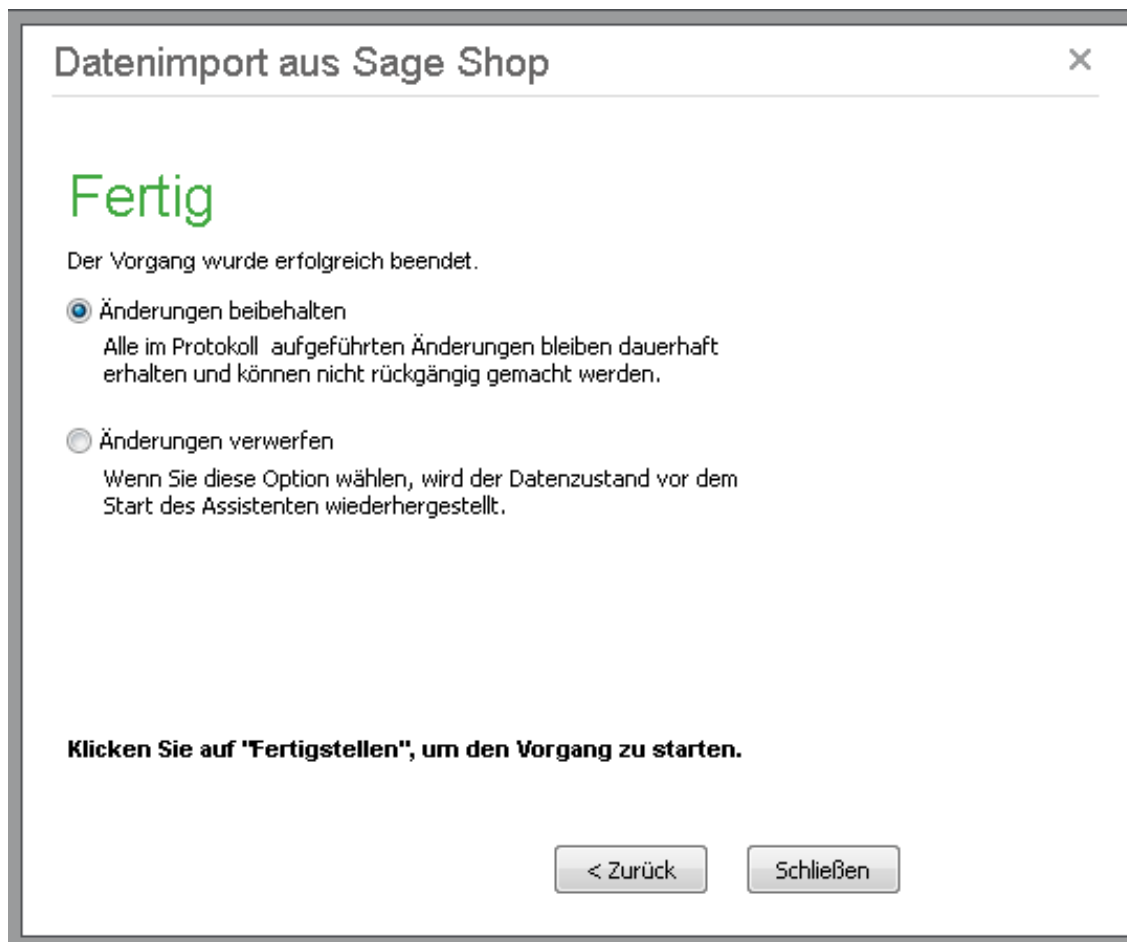 Datenimport aus Sage Shop
Fertig
Der Vorgang wurde erfolgreich beendet.
Änderungen beibehalten
Alle im Protokoll  aufgeführten Änderungen bleiben dauerhaft
erhalten und können nicht rückgängig gemacht werden.
Änderungen verwerfen
Wenn Sie diese Option wählen, wird der Datenzustand vor dem
Start des Assistenten wiederhergestellt.
Klicken Sie auf "Fertigstellen", um den Vorgang zu starten.
< Zurück
Schließen